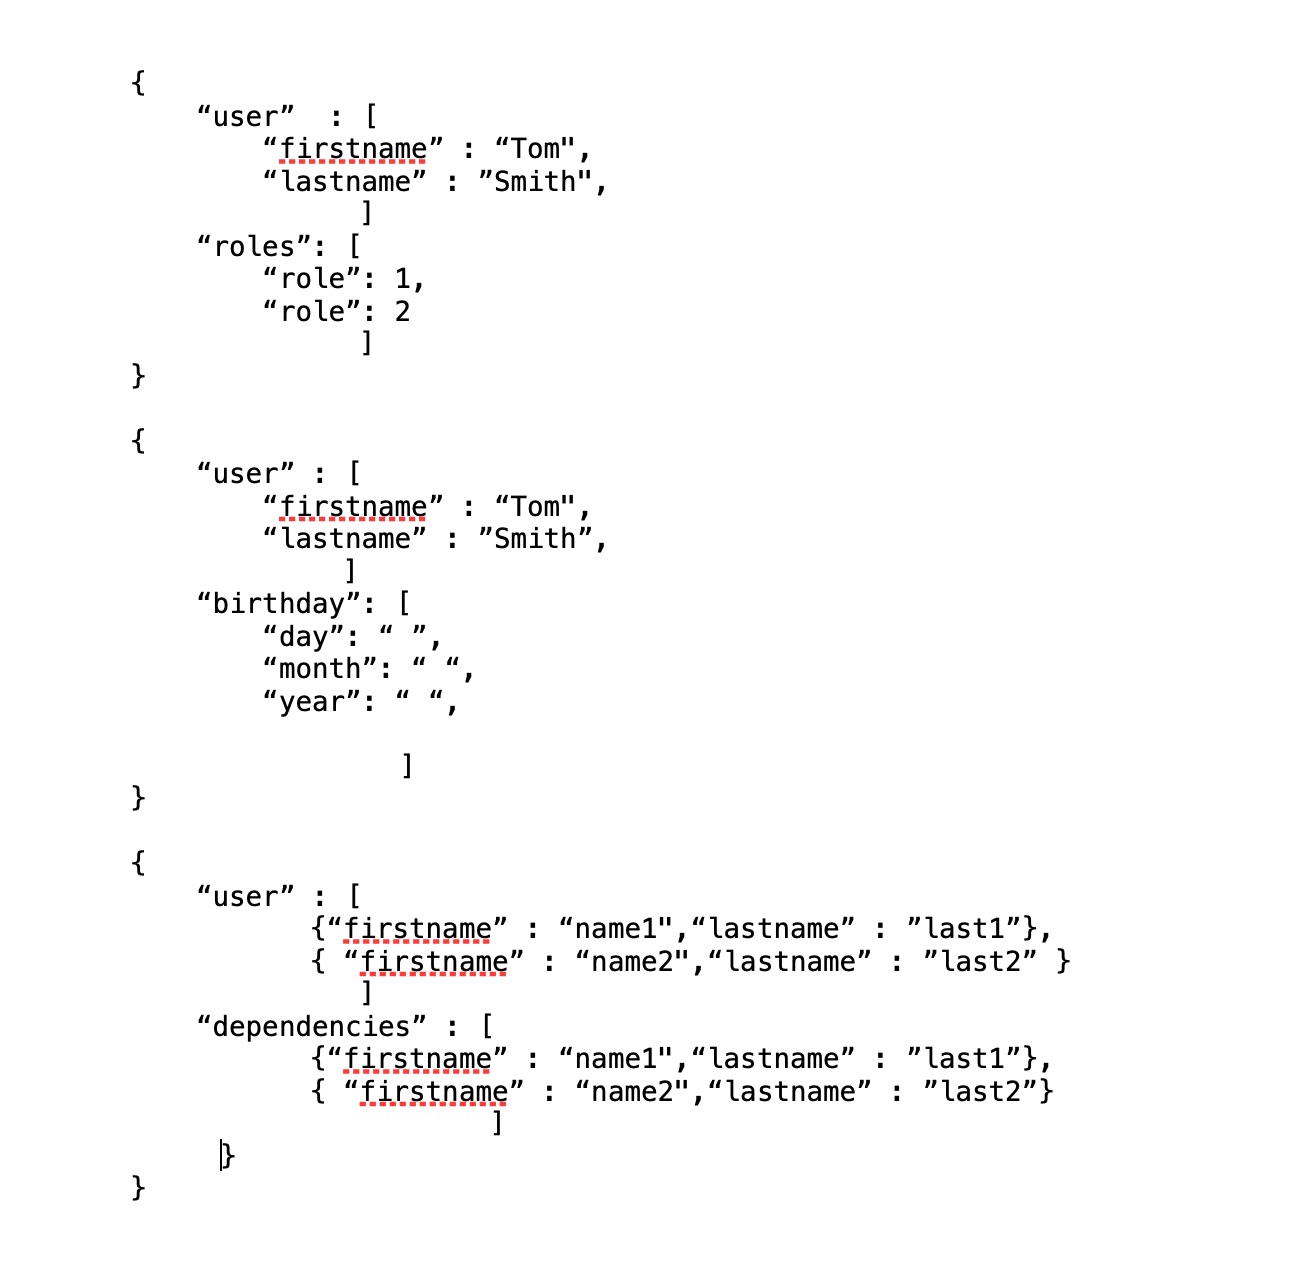 {
    “user”  : [
        “firstname” : “Tom",
        “lastname” : ”Smith",
              ]
    “roles”: [
        “role”: 1,
        “role”: 2
              ]
}
{
    “user” : [
        “firstname” : “Tom",
        “lastname” : ”Smith”,
             ]
    “birthday”: [
        “day”: “ ”,
        “month”: “ “,
        “year”: “ “,
                ]
}
{
    “user” : [
           {“firstname” : “name1",“lastname” : ”last1”},
           { “firstname” : “name2",“lastname” : ”last2” }
              ]
    “dependencies” : [
           {“firstname” : “name1",“lastname” : ”last1”},
           { “firstname” : “name2",“lastname” : ”last2”}
                      ]
     }
}